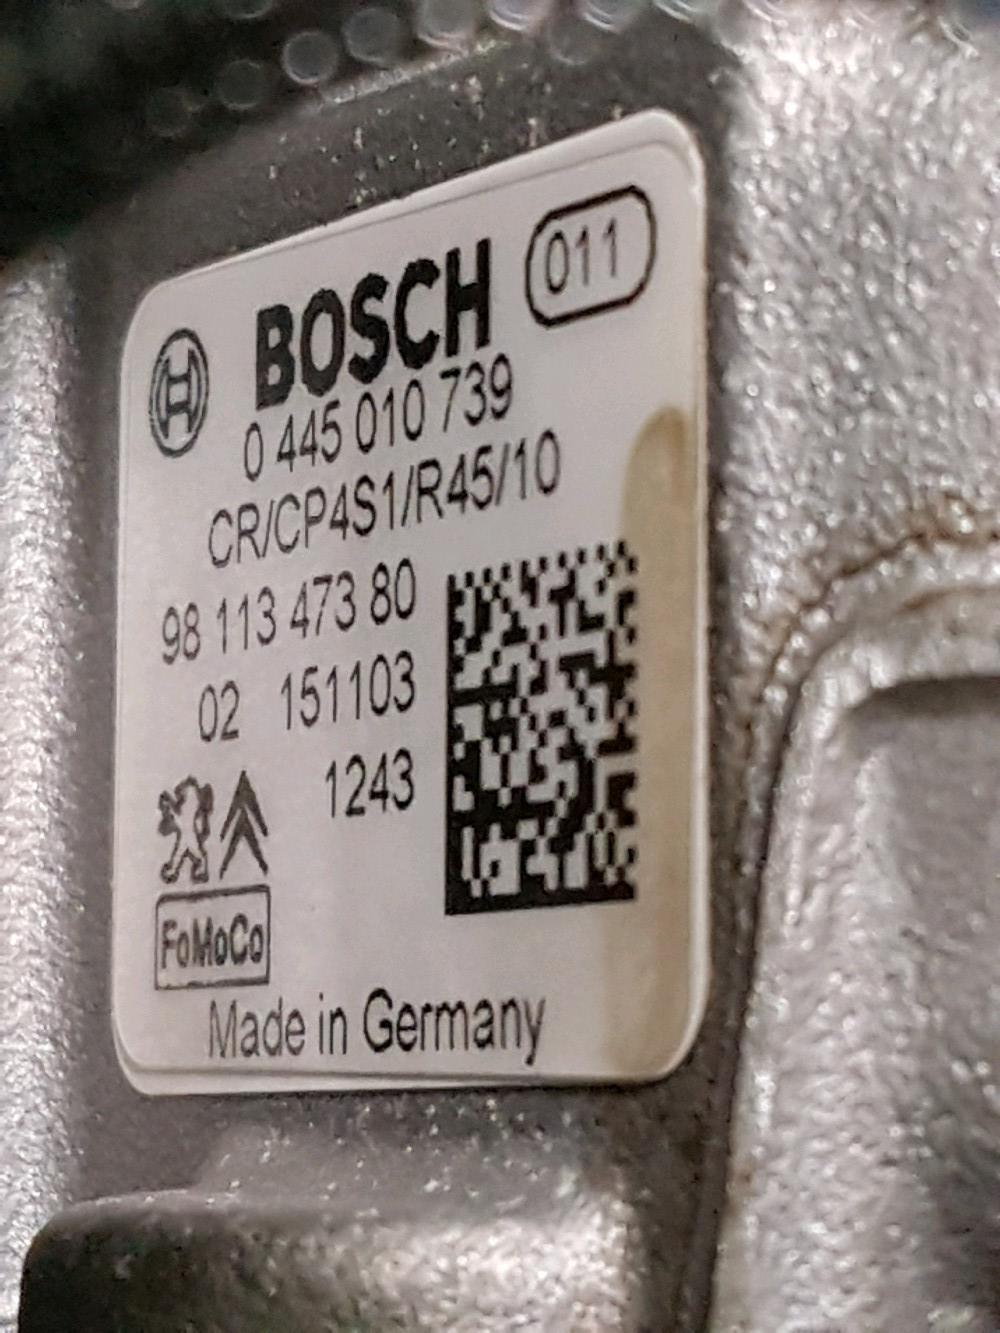 BOSCH 011
0 445 010 739
CR/CP4S1/R45/10
98 113 473 80
02 151103
1243
FoMoCo
Made in Germany